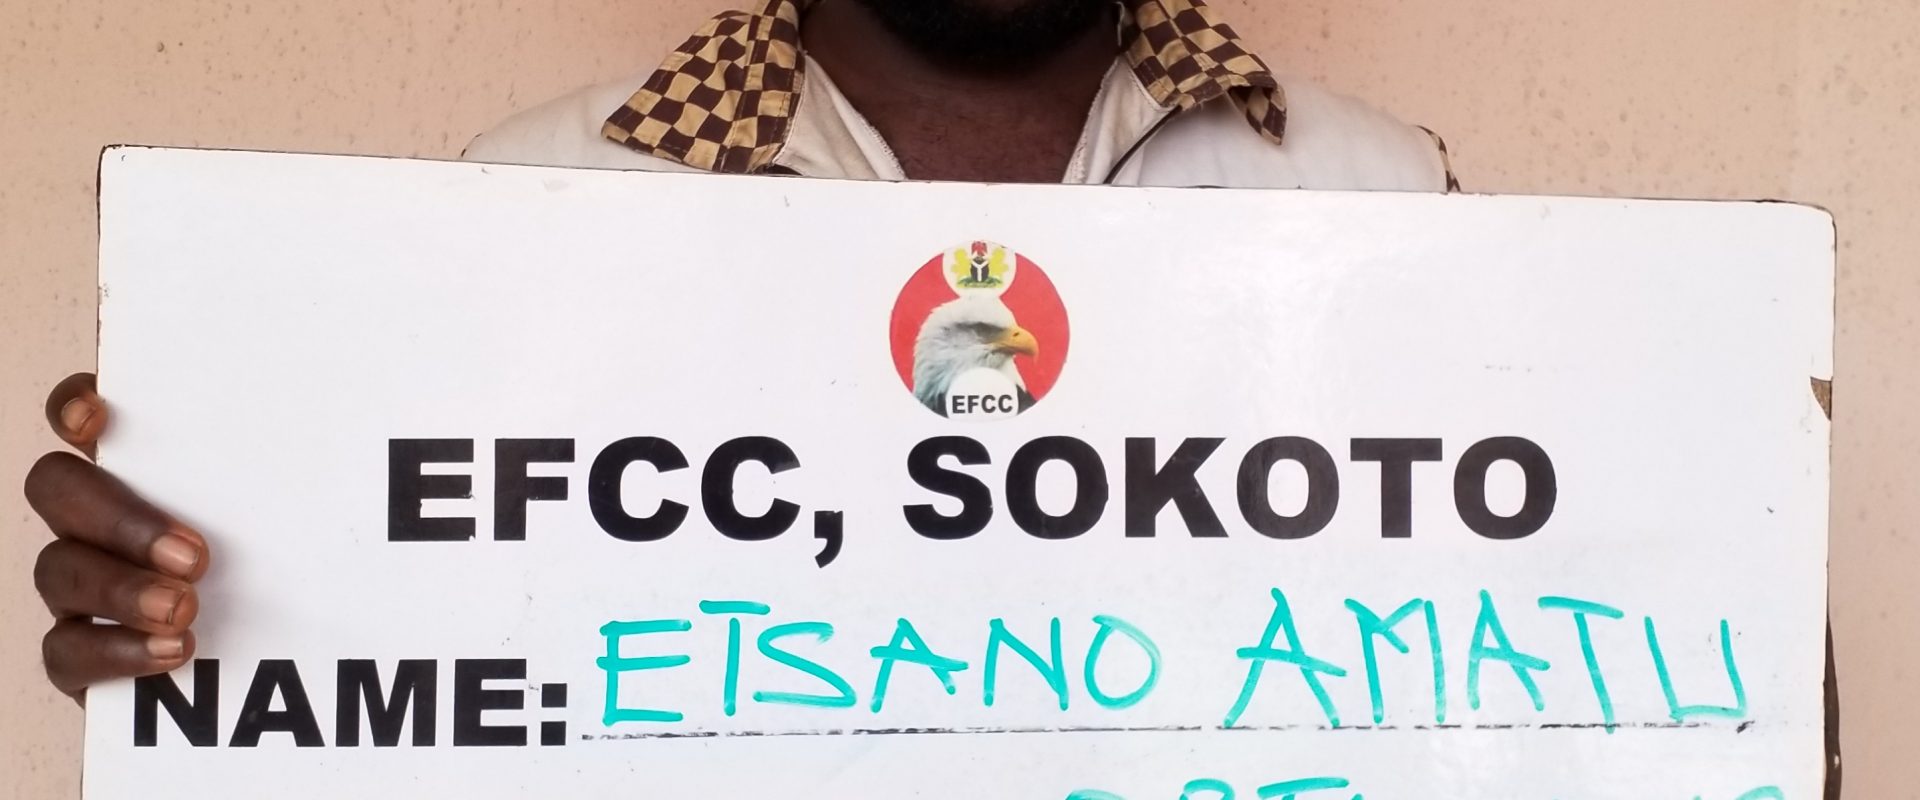 EFCC
EFCC, SOKOTO
NAME: ETSANO AMATU